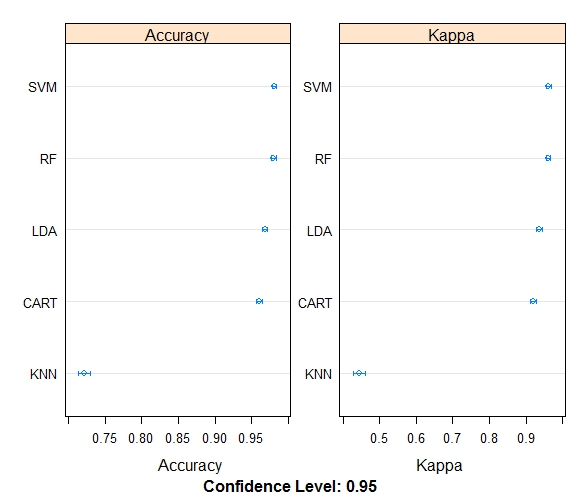 Accuracy Kappa
SVM SVM
RF RF
LDA LDA
CART CART
KNN KNN
0.75 0.80 0.85 0.90 0.95 0.5 0.6 0.7 0.8 0.9
Accuracy Kappa
Confidence Level: 0.95